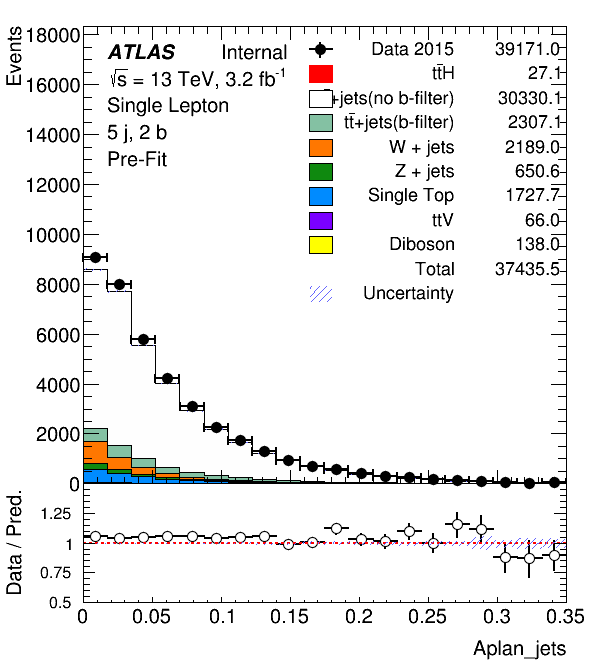 Events
18000
16000
14000
12000
10000
8000
6000
4000
2000
0
ATLAS Internal
√s = 13 TeV, 3.2 fb⁻¹
Single Lepton
5 j, 2 b
Pre-Fit
Data 2015 39171.0
tt̄H 27.1
+jets(no b-filter) 30330.1
tt̄+jets(b-filter) 2307.1
W + jets 2189.0
Z + jets 650.6
Single Top 1727.7
ttV 66.0
Diboson 138.0
Total 37435.5
Uncertainty
Data / Pred.
1.25
1
0.75
0.5
0 0.05 0.1 0.15 0.2 0.25 0.3 0.35
Aplan_jets